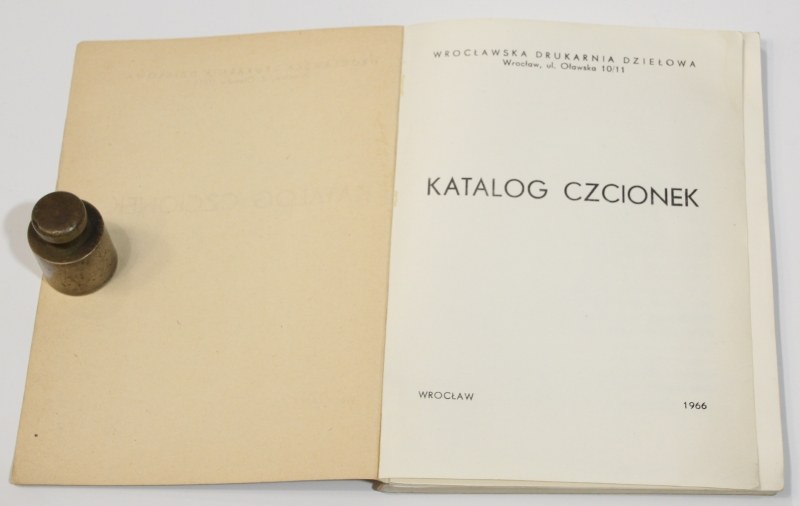 WROCŁAWSKA DRUKARNIA DZIEŁOWA
Wrocław, ul. Oławska 10/11
KATALOG CZCIONEK
WROCŁAW 1966